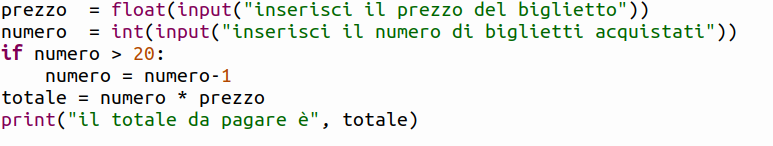 prezzo  = float(input("inserisci il prezzo del biglietto"))
numero  = int(input("inserisci il numero di biglietti acquistati"))
if numero > 20:
    numero = numero-1
totale = numero * prezzo
print("il totale da pagare è", totale)